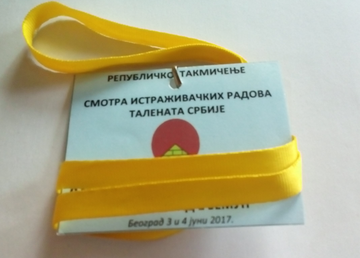 РЕПУБЛИЧКО ТАКМИЧЕЊЕ
СМОТРА ИСТРАЖИВАЧКИХ РАДОВА
ТАЛЕНАТА СРБИЈЕ
Београд 3 и 4 јуни 2017.